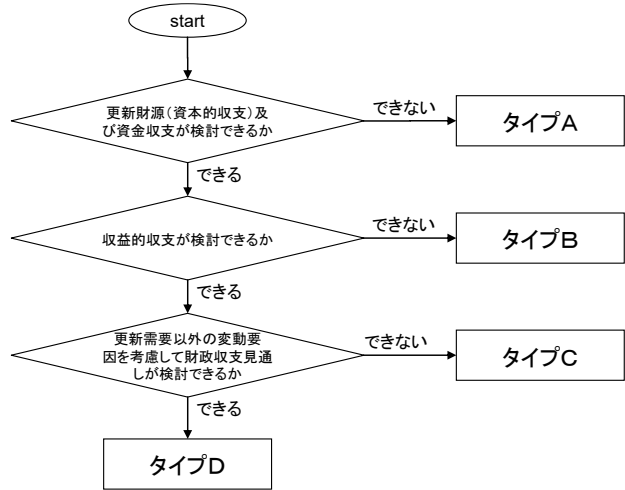 start
更新財源(資本的収支)及
び資金収支が検討できるか
できない
タイプA
できる
収益的収支が検討できるか
できない
タイプB
できる
更新需要以外の変動要
因を考慮して財政収支見通
しが検討できるか
できない
タイプC
できる
タイプD